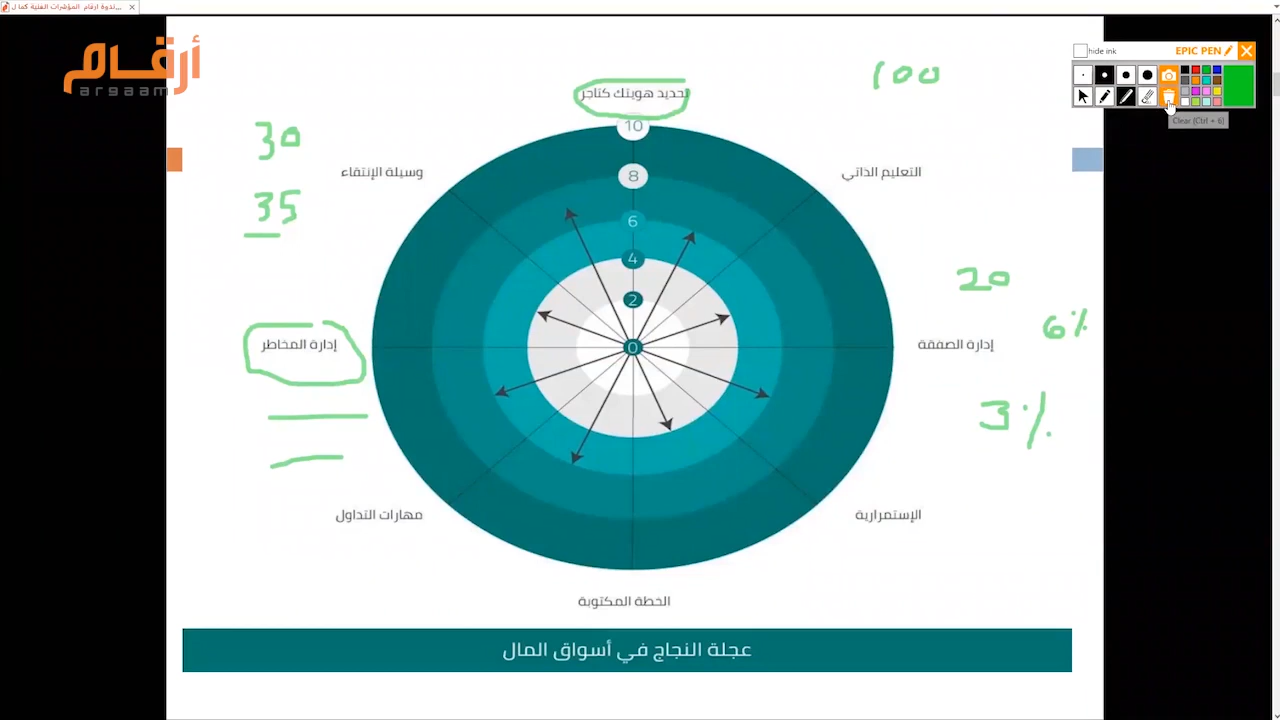 ندوة ارقام المؤشرات الفنية كما ل...
أرقام
argaam
hide ink
EPIC PEN
Clear (Ctrl + 6)
100
تحديد هويتك كتاجر
30
35
التعليم الذاتي
وسيلة الإنتقاء
10
8
6
4
2
0
20
6%
3%
إدارة الصفقة
إدارة المخاطر
الإستمرارية
مهارات التداول
الخطة المكتوبة
عجلة النجاح في أسواق المال